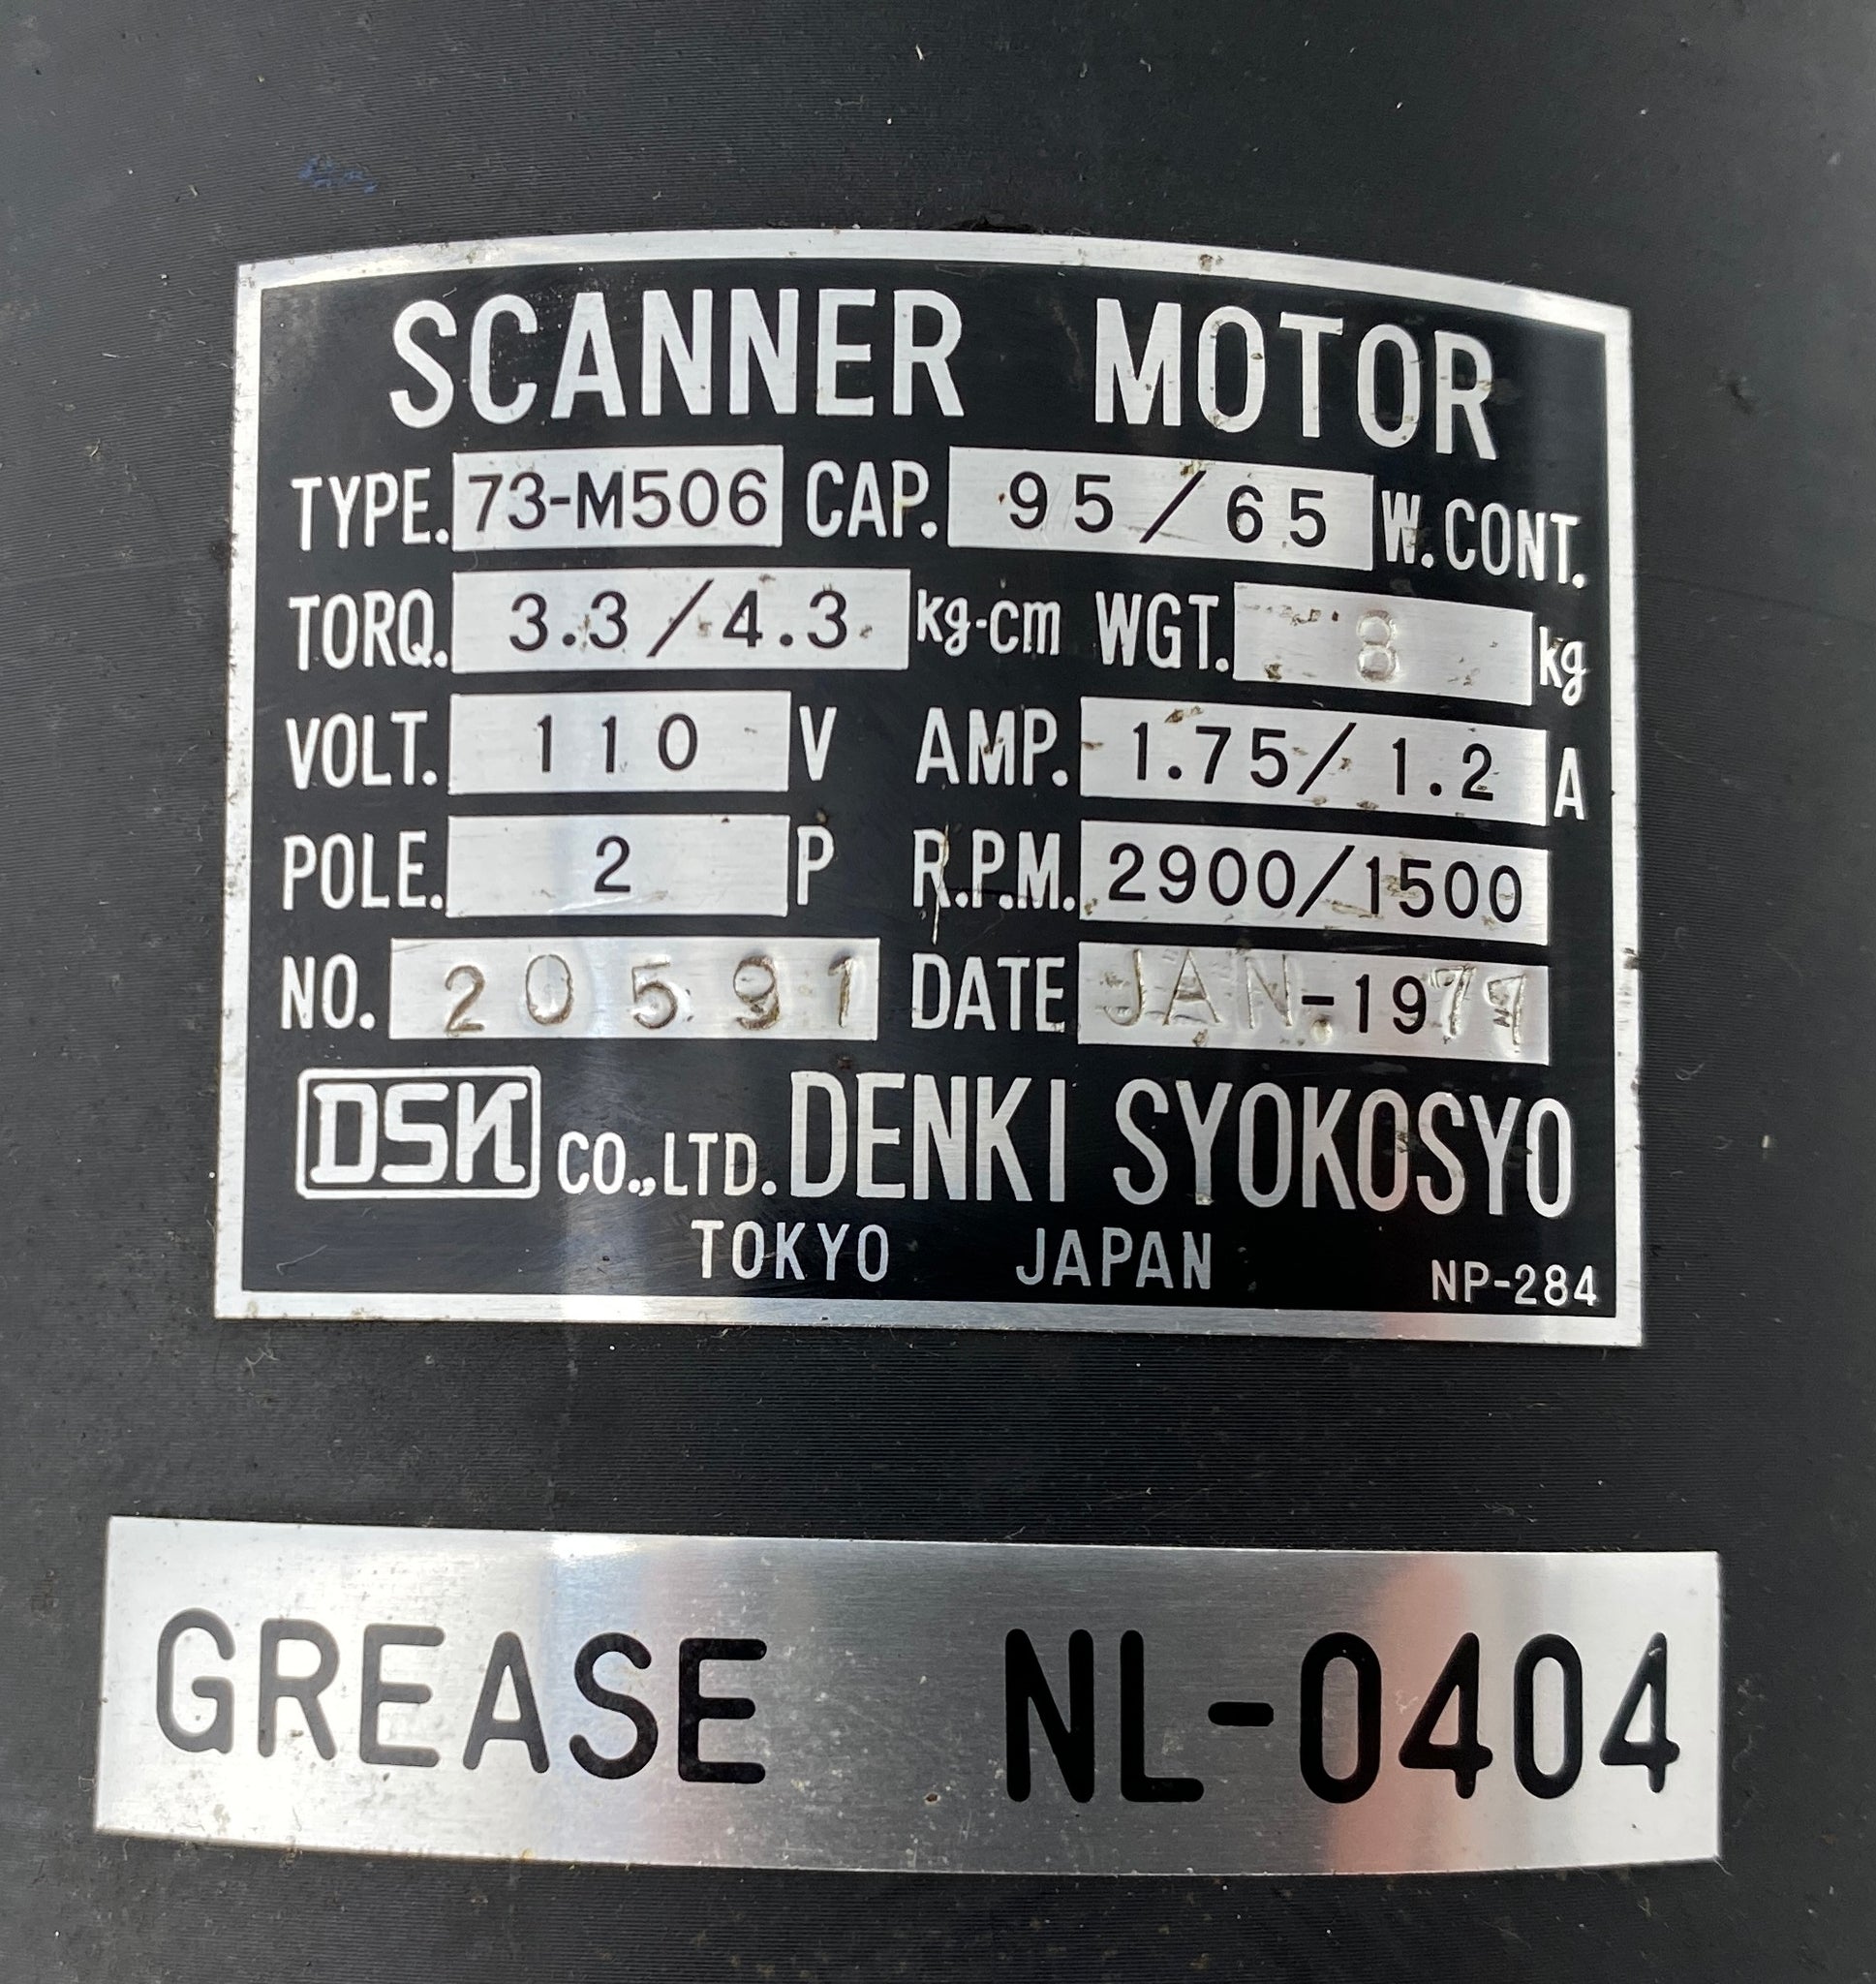 SCANNER MOTOR
TYPE. 73-M506 CAP. 95/65 W.CONT.
TORQ. 3.3/4.3 kg-cm WGT. 8 kg
VOLT. 110 V AMP. 1.75/1.2 A
POLE. 2 P R.P.M. 2900/1500
NO. 20591 DATE JAN.-1977
DSK CO.,LTD. DENKI SYOKOSYO
TOKYO JAPAN NP-284
GREASE NL-0404